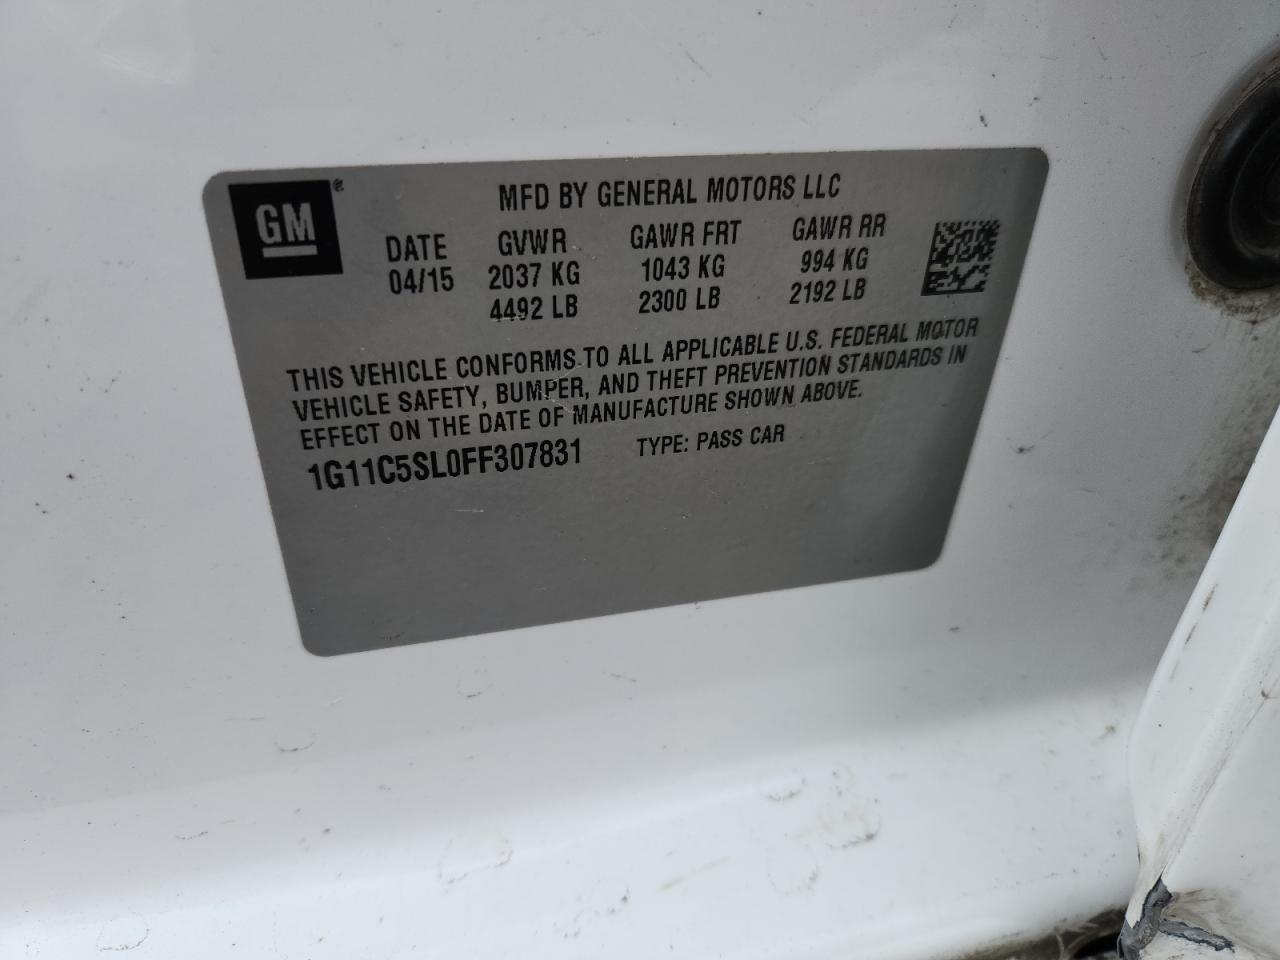 GM®
MFD BY GENERAL MOTORS LLC
DATE GVWR GAWR FRT GAWR RR
04/15 2037 KG 1043 KG 994 KG
4492 LB 2300 LB 2192 LB
THIS VEHICLE CONFORMS TO ALL APPLICABLE U.S. FEDERAL MOTOR
VEHICLE SAFETY, BUMPER, AND THEFT PREVENTION STANDARDS IN
EFFECT ON THE DATE OF MANUFACTURE SHOWN ABOVE.
1G11C5SL0FF307831 TYPE: PASS CAR